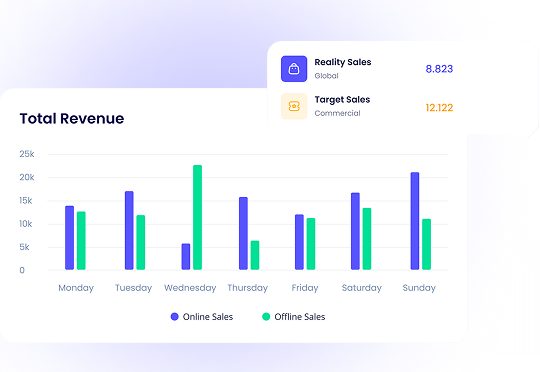 Reality Sales
8.823
Global
Target Sales
12.122
Commercial
Total Revenue
25k
20k
15k
10k
5k
0
Monday Tuesday Wednesday Thursday Friday Saturday Sunday
Online Sales Offline Sales